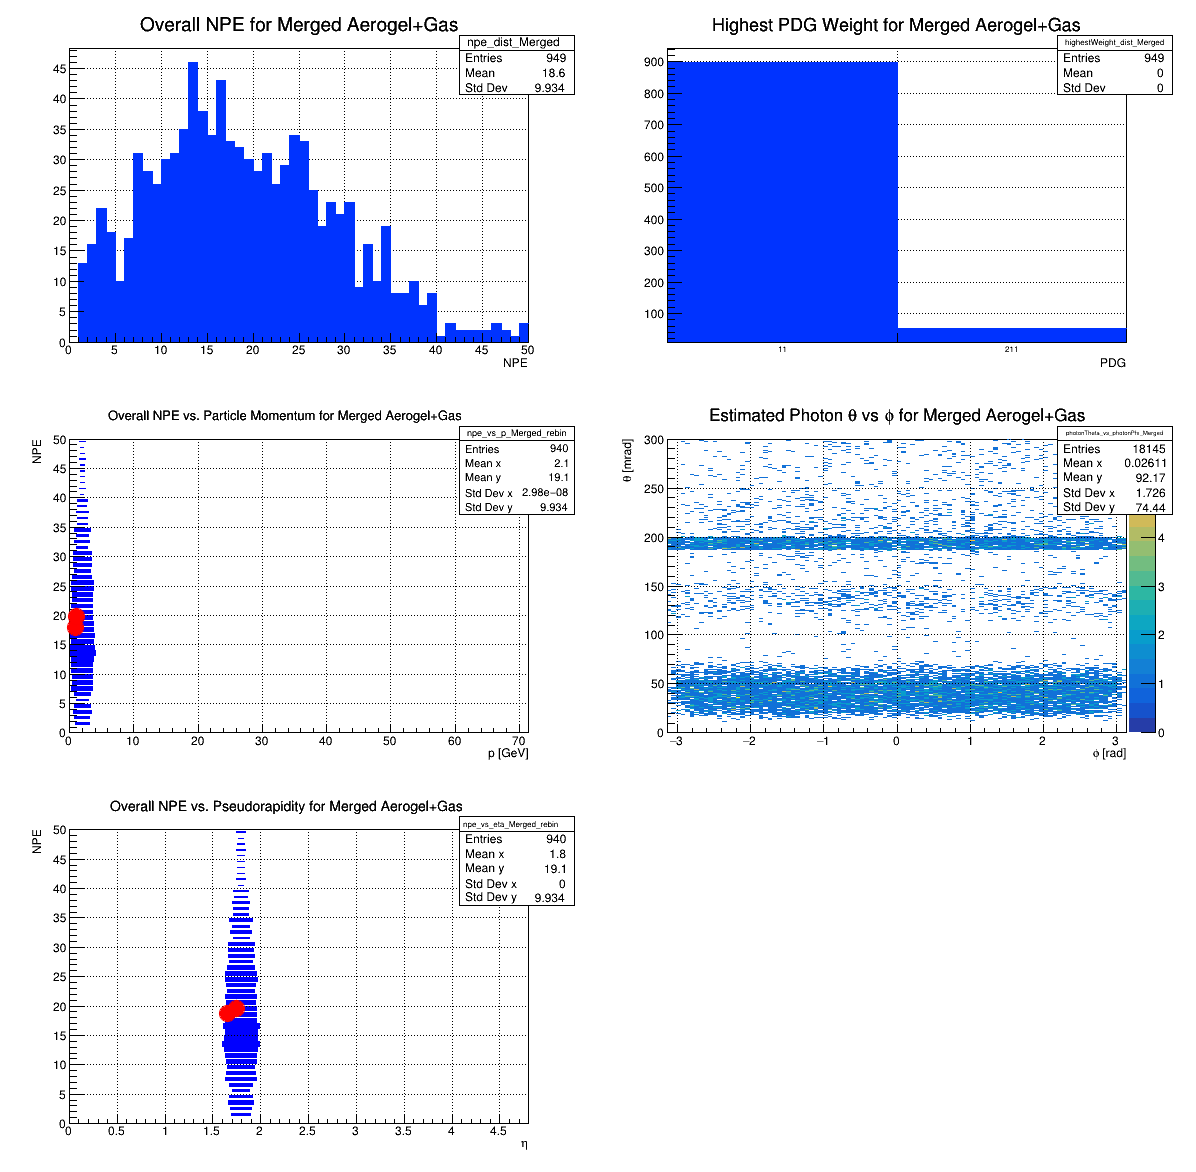 Overall NPE for Merged Aerogel+Gas
npe_dist_Merged
Entries 949
Mean 18.6
Std Dev 9.934
45
40
35
30
25
20
15
10
5
0
0 5 10 15 20 25 30 35 40 45 50
NPE
Highest PDG Weight for Merged Aerogel+Gas
highestWeight_dist_Merged
Entries 949
Mean 0
Std Dev 0
900
800
700
600
500
400
300
200
100
11 211
PDG
Overall NPE vs. Particle Momentum for Merged Aerogel+Gas
npe_vs_p_Merged_rebin
Entries 940
Mean x 2.1
Mean y 19.1
Std Dev x 2.98e−08
Std Dev y 9.934
NPE
50
45
40
35
30
25
20
15
10
5
0
0 10 20 30 40 50 60 70
p [GeV]
Estimated Photon θ vs ϕ for Merged Aerogel+Gas
photonTheta_vs_photonPhi_Merged
Entries 18145
Mean x 0.02611
Mean y 92.17
Std Dev x 1.726
Std Dev y 74.44
θ [mrad]
300
250
200
150
100
50
0
−3 −2 −1 0 1 2 3
ϕ [rad]
4
3
2
1
0
Overall NPE vs. Pseudorapidity for Merged Aerogel+Gas
npe_vs_eta_Merged_rebin
Entries 940
Mean x 1.8
Mean y 19.1
Std Dev x 0
Std Dev y 9.934
NPE
50
45
40
35
30
25
20
15
10
5
0
0 0.5 1 1.5 2 2.5 3 3.5 4 4.5
η